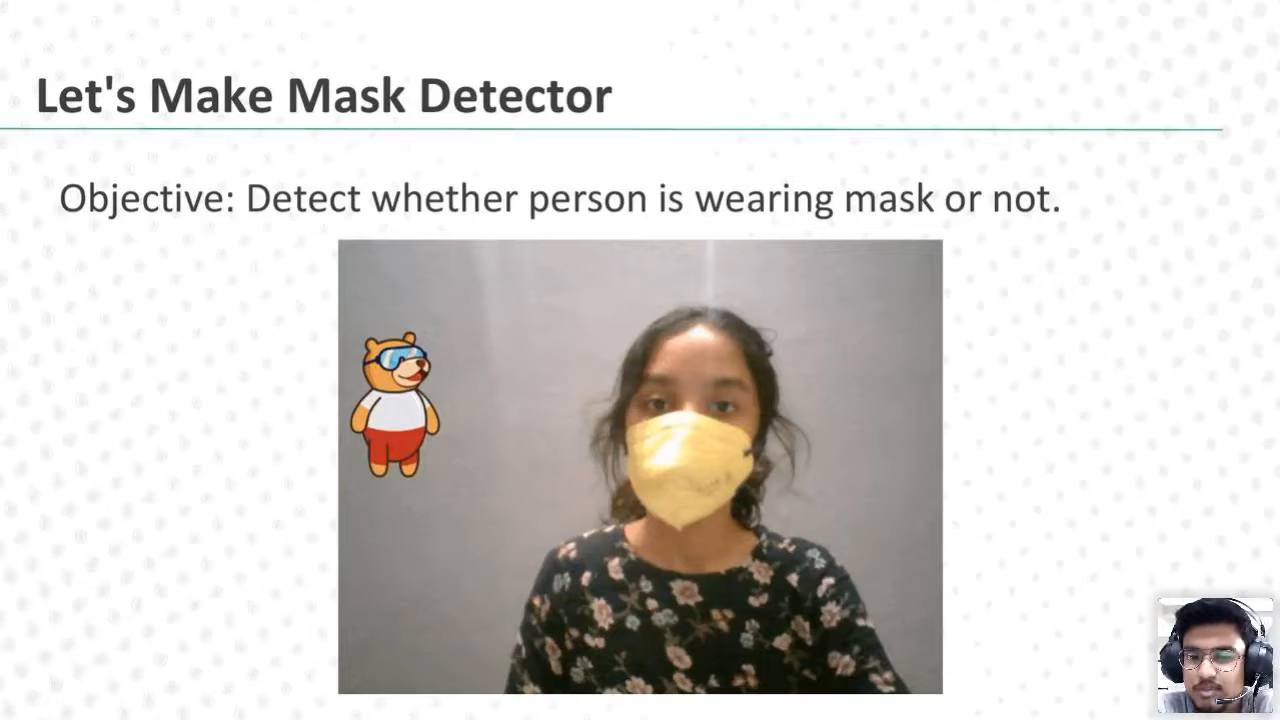 Let's Make Mask Detector
Objective: Detect whether person is wearing mask or not.